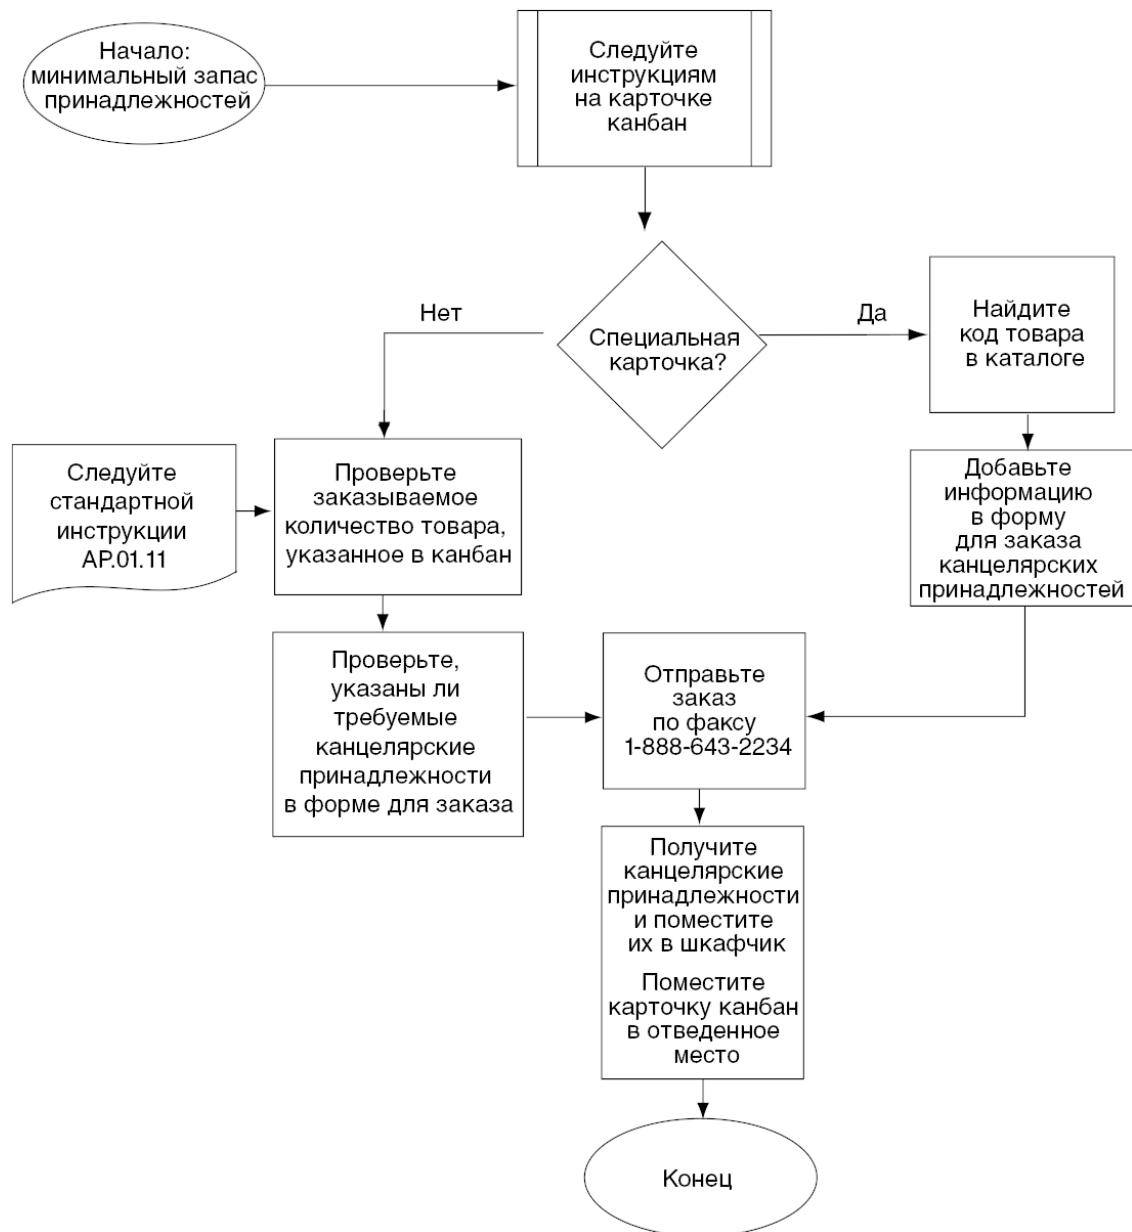 Начало:
минимальный запас
принадлежностей
Следуйте
инструкциям
на карточке
канбан
Нет
Специальная
карточка?
Да
Найдите
код товара
в каталоге
Следуйте
стандартной
инструкции
АР.01.11
Проверьте
заказываемое
количество товара,
указанное в канбан
Добавьте
информацию
в форму
для заказа
канцелярских
принадлежностей
Проверьте,
указаны ли
требуемые
канцелярские
принадлежности
в форме для заказа
Отправьте
заказ
по факсу
1-888-643-2234
Получите
канцелярские
принадлежности
и поместите
их в шкафчик
Поместите
карточку канбан
в отведенное
место
Конец